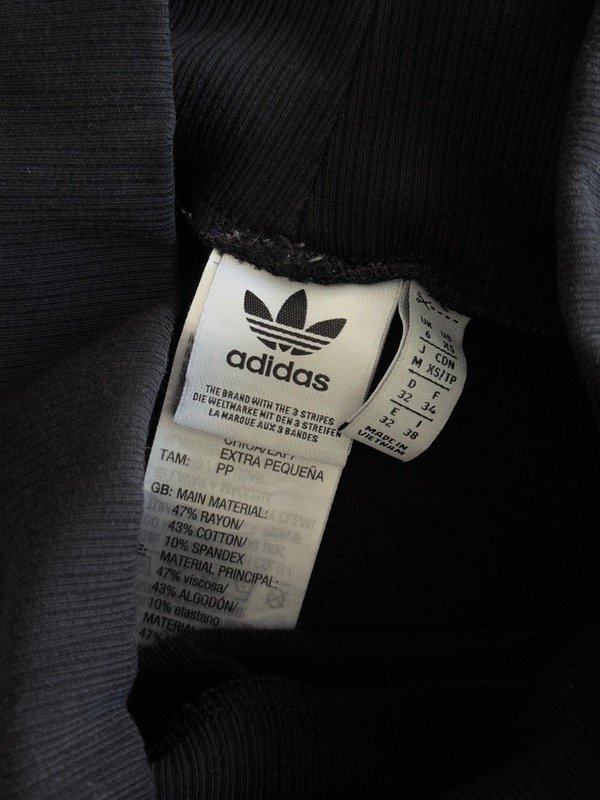 adidas
THE BRAND WITH THE 3 STRIPES
DIE WELTMARKE MIT DEN 3 STREIFEN
LA MARQUE AUX 3 BANDES
UK US
6 XS
J CDN
M XS/TP
D F
32 34
E I
32 38
MADE IN
VIETNAM
EXTRA PEQUEÑA
TAM: PP
GB: MAIN MATERIAL:
47% RAYON/
43% COTTON/
10% SPANDEX
MATERIAL PRINCIPAL:
47% viscosa/
43% ALGODÓN/
10% elastano
47%